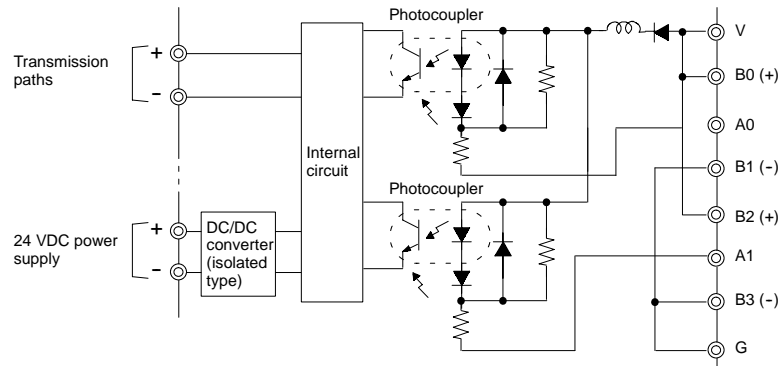 Photocoupler
V
Transmission
paths
+
-
B0 (+)
A0
Internal
circuit
B1 (-)
Photocoupler
B2 (+)
24 VDC power
supply
+
-
DC/DC
converter
(isolated
type)
A1
B3 (-)
G